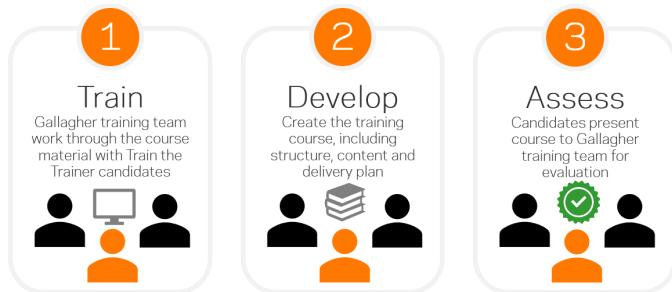 1
Train
Gallagher training team
work through the course
material with Train the
Trainer candidates
2
Develop
Create the training
course, including
structure, content and
delivery plan
3
Assess
Candidates present
course to Gallagher
training team for
evaluation